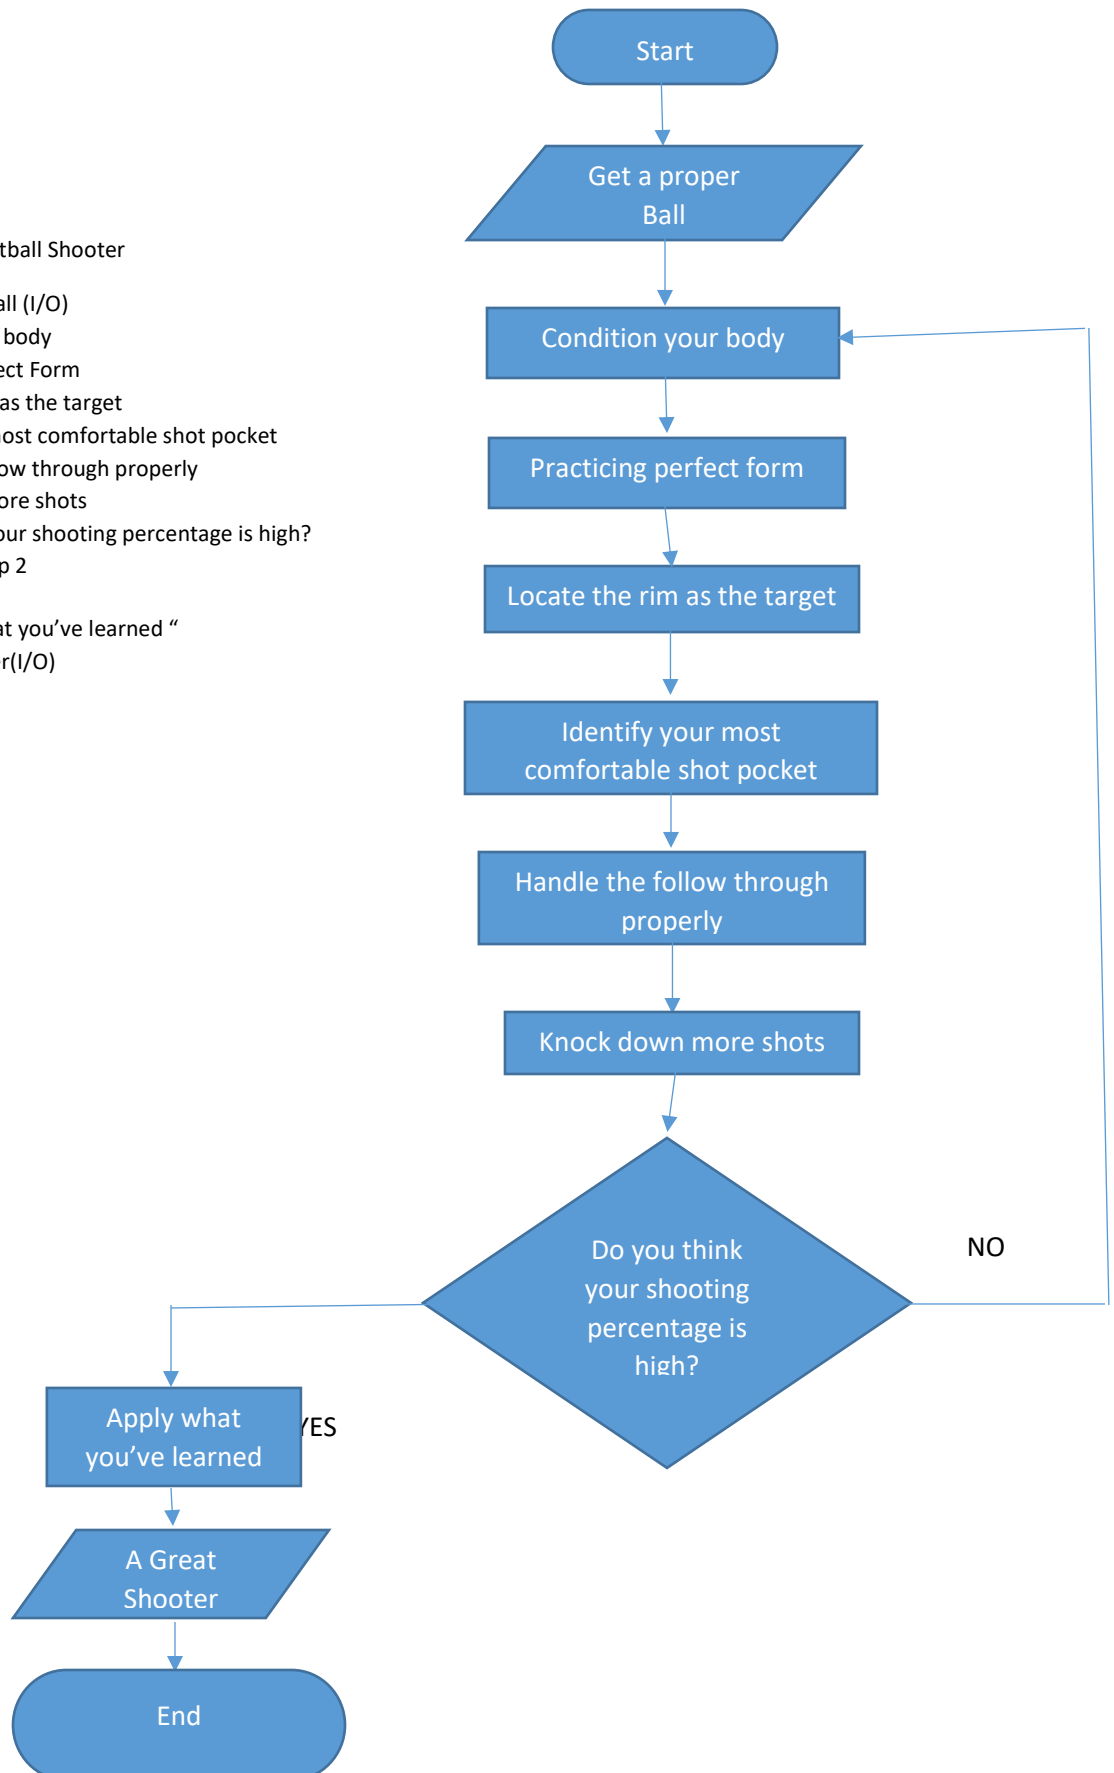 Start
Get a proper
Ball
tball Shooter
all (I/O)
body
ect Form
as the target
ost comfortable shot pocket
ow through properly
ore shots
our shooting percentage is high?
p 2
at you’ve learned “
er(I/O)
Condition your body
Practicing perfect form
Locate the rim as the target
Identify your most
comfortable shot pocket
Handle the follow through
properly
Knock down more shots
Do you think
your shooting
percentage is
high?
NO
Apply what
you’ve learned
YES
A Great
Shooter
End